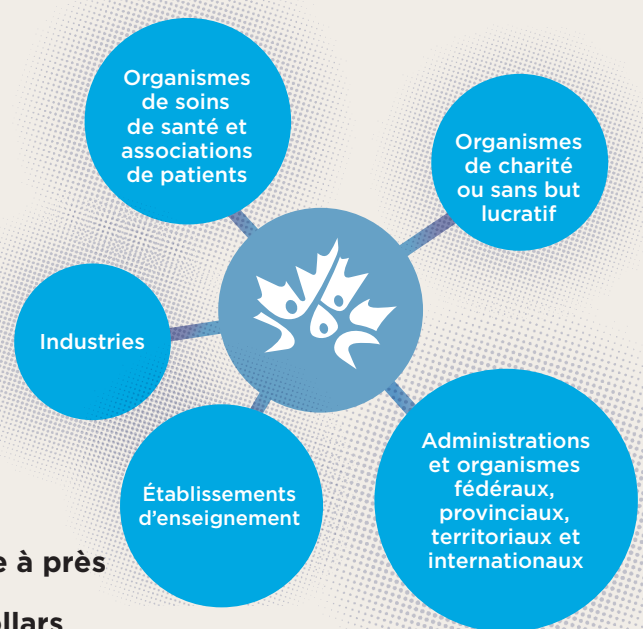 Organismes
de soins
de santé et
associations
de patients
Organismes
de charité
ou sans but
lucratif
Industries
Établissements
d'enseignement
Administrations
et organismes
fédéraux,
provinciaux,
territoriaux et
internationaux
à près